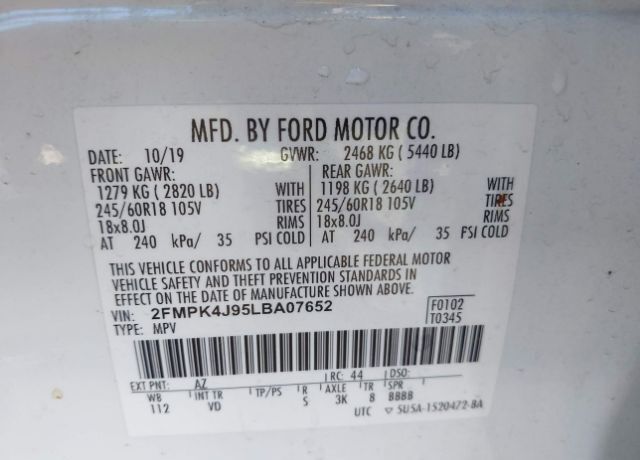 MFD. BY FORD MOTOR CO.
DATE: 10/19 GVWR: 2468 KG ( 5440 LB)
FRONT GAWR: REAR GAWR:
1279 KG ( 2820 LB) WITH 1198 KG ( 2640 LB) WITH
245/60R18 105V TIRES 245/60R18 105V TIRES
18x8.0J RIMS 18x8.0J RIMS
AT 240 kPa/ 35 PSI COLD AT 240 kPa/ 35 PSI COLD
THIS VEHICLE CONFORMS TO ALL APPLICABLE FEDERAL MOTOR
VEHICLE SAFETY AND THEFT PREVENTION STANDARDS IN
EFFECT ON THE DATE OF MANUFACTURE SHOWN ABOVE.
VIN: 2FMPK4J95LBA07652 F0102
TYPE: MPV T0345
EXT PNT: AZ RC: 44 DSO:
WB INT TR TP/PS R AXLE TR SPR
112 VD S 3K 8 BBBB
UTC ▽ 5U5A-1520472-BA